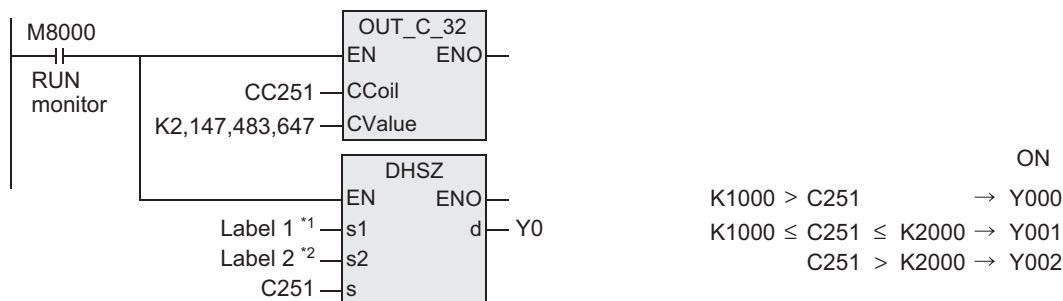 M8000
RUN
monitor
OUT_C_32
EN ENO
CC251 CCoil
K2,147,483,647 CValue
DHSZ
EN ENO
Label 1 *1 s1 d Y0
Label 2 *2 s2
C251 s
ON
K1000 > C251 → Y000
K1000 ≤ C251 ≤ K2000 → Y001
C251 > K2000 → Y002